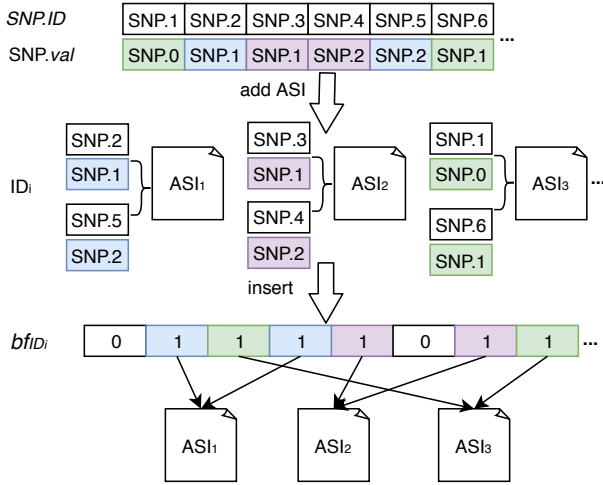 SNP.ID SNP.1 SNP.2 SNP.3 SNP.4 SNP.5 SNP.6 ...
SNP.val SNP.0 SNP.1 SNP.1 SNP.2 SNP.2 SNP.1
add ASI
SNP.2 SNP.3 SNP.1
SNP.1 SNP.1 SNP.0
IDi ASI1 ASI2 ASI3 ...
SNP.5 SNP.4 SNP.6
SNP.2 SNP.2 SNP.1
insert
bfIDi 0 1 1 1 1 0 1 1 ...
ASI1 ASI2 ASI3